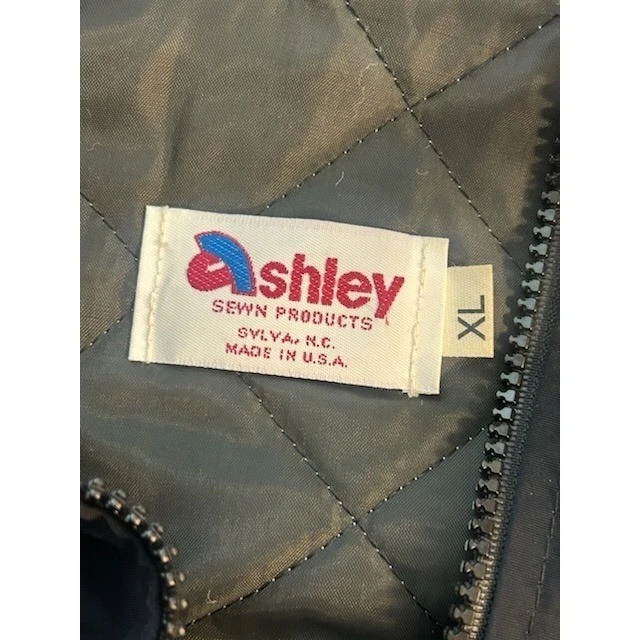 Ashley
SEWN PRODUCTS
SYLVA, N.C.
MADE IN U.S.A.
XL